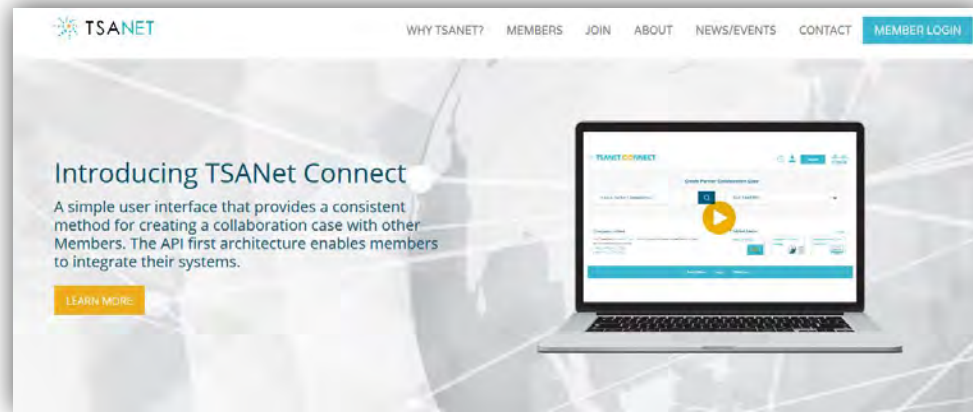 TSANET
WHY TSANET? MEMBERS JOIN ABOUT NEWS/EVENTS CONTACT MEMBER LOGIN
Introducing TSANet Connect
A simple user interface that provides a consistent
method for creating a collaboration case with other
Members. The API first architecture enables members
to integrate their systems.
LEARN MORE
TSANET CONNECT